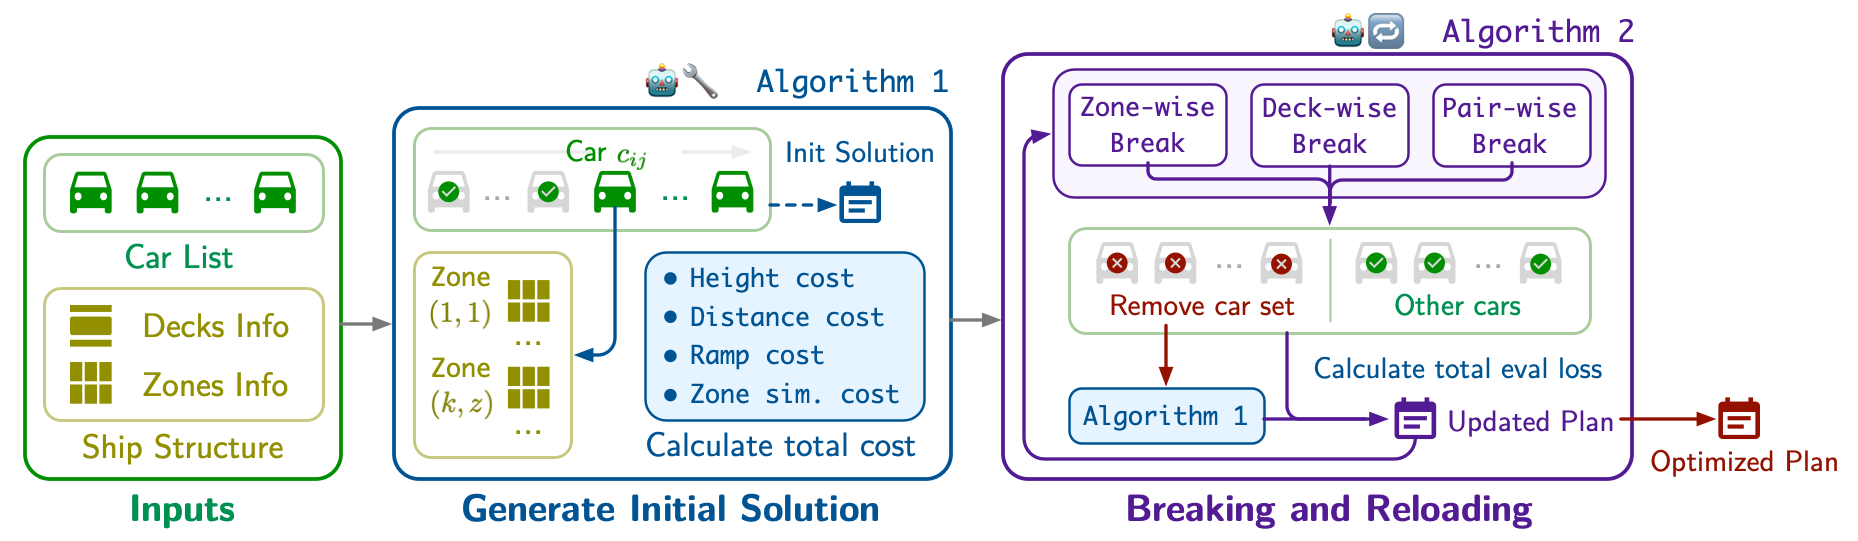 Car List
Decks Info
Zones Info
Ship Structure
Inputs
Algorithm 1
Car c_{ij}
... ...
Init Solution
Zone
(1, 1)
...
Zone
(k, z)
...
• Height cost
• Distance cost
• Ramp cost
• Zone sim. cost
Calculate total cost
Generate Initial Solution
Algorithm 2
Zone-wise
Break
Deck-wise
Break
Pair-wise
Break
... ...
Remove car set
Other cars
Calculate total eval loss
Algorithm 1
Updated Plan
Optimized Plan
Breaking and Reloading